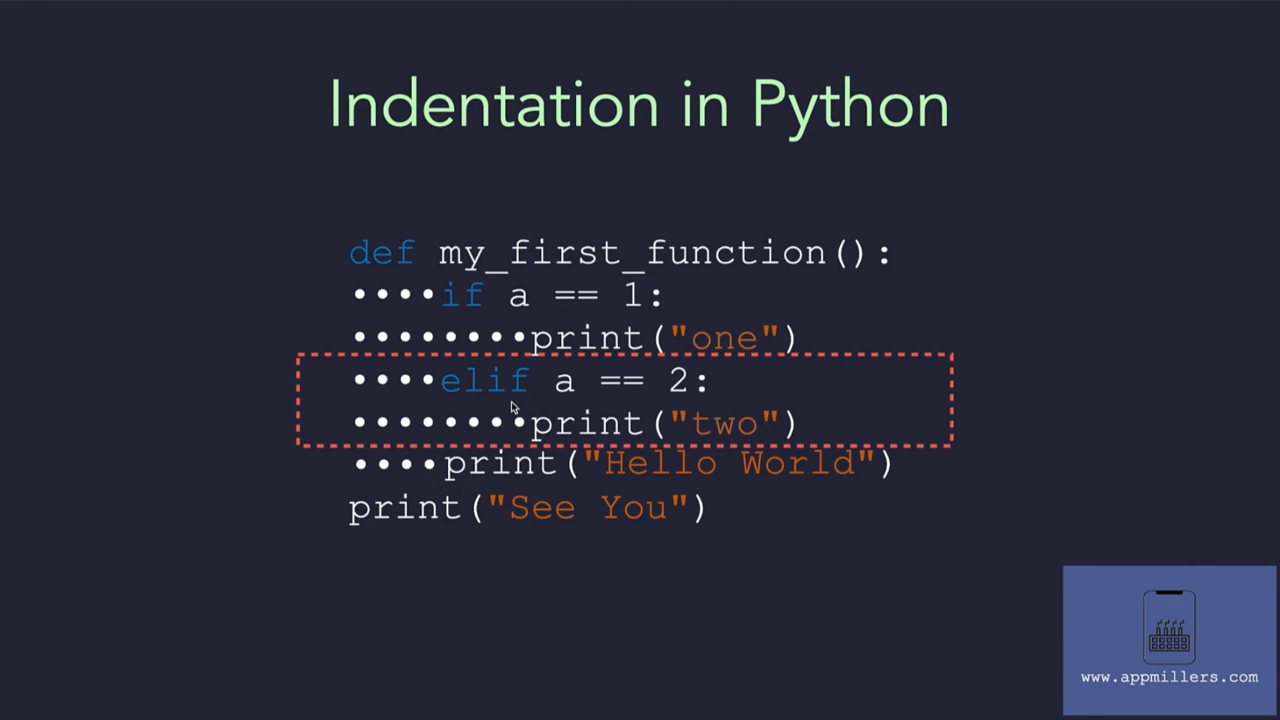 Indentation in Python
def my_first_function():
••••if a == 1:
••••••••print("one")
••••elif a == 2:
••••••••print("two")
••••print("Hello World")
print("See You")
www.appmillers.com